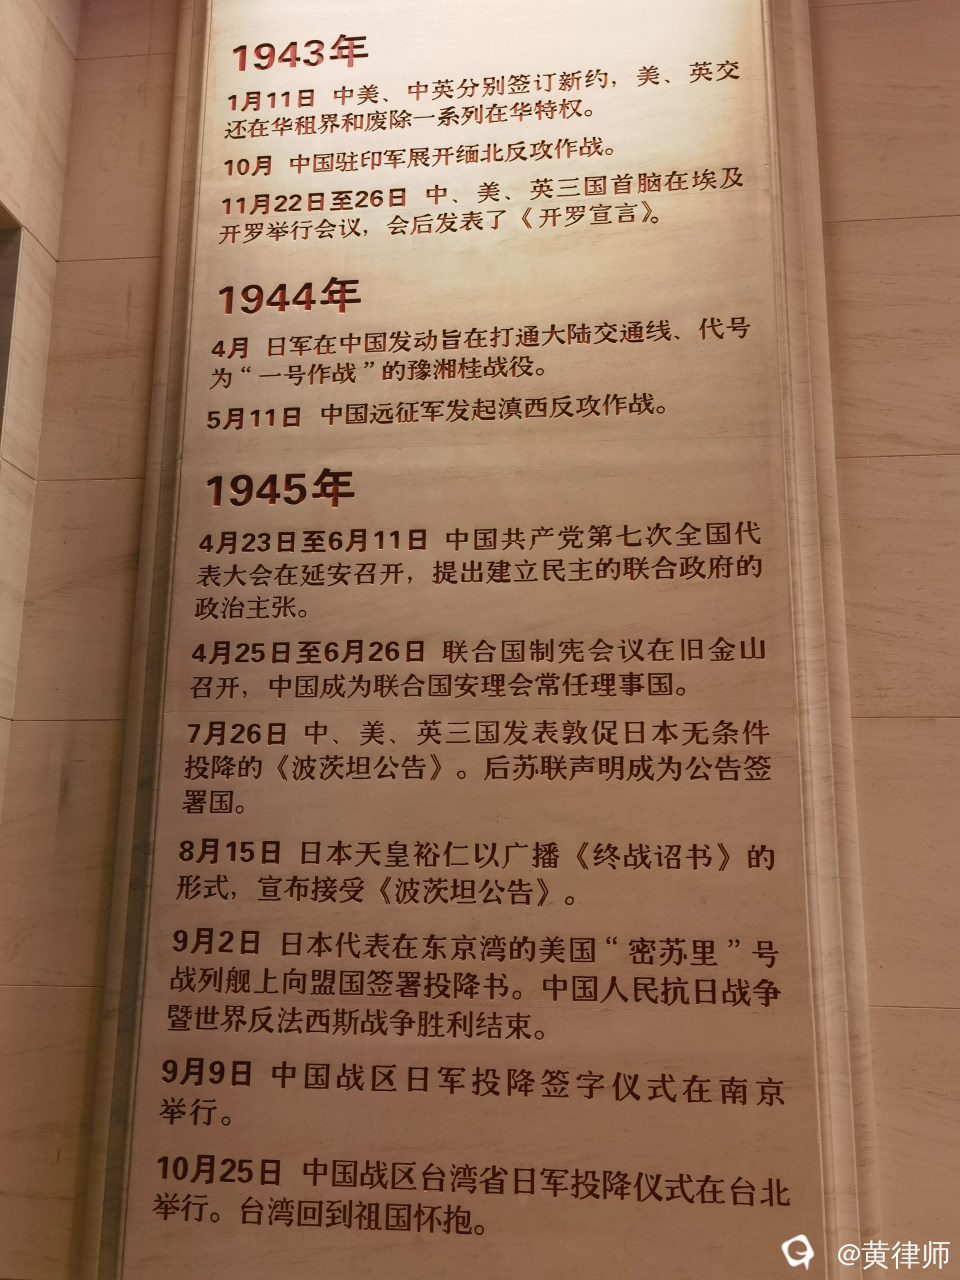 1943年
1月11日 中美、中英分别签订新约，美、英交
还在华租界和废除一系列在华特权。
10月 中国驻印军展开缅北反攻作战。
11月22日至26日 中、美、英三国首脑在埃及
开罗举行会议，会后发表了《开罗宣言》。
1944年
4月 日军在中国发动旨在打通大陆交通线、代号
为“一号作战”的豫湘桂战役。
5月11日 中国远征军发起滇西反攻作战。
1945年
4月23日至6月11日 中国共产党第七次全国代
表大会在延安召开，提出建立民主的联合政府的
政治主张。
4月25日至6月26日 联合国制宪会议在旧金山
召开，中国成为联合国安理会常任理事国。
7月26日 中、美、英三国发表敦促日本无条件
投降的《波茨坦公告》。后苏联声明成为公告签
署国。
8月15日 日本天皇裕仁以广播《终战诏书》的
形式，宣布接受《波茨坦公告》。
9月2日 日本代表在东京湾的美国“密苏里”号
战列舰上向盟国签署投降书。中国人民抗日战争
暨世界反法西斯战争胜利结束。
9月9日 中国战区日军投降签字仪式在南京
举行。
10月25日 中国战区台湾省日军投降仪式在台北
举行。台湾回到祖国怀抱。
@黄律师